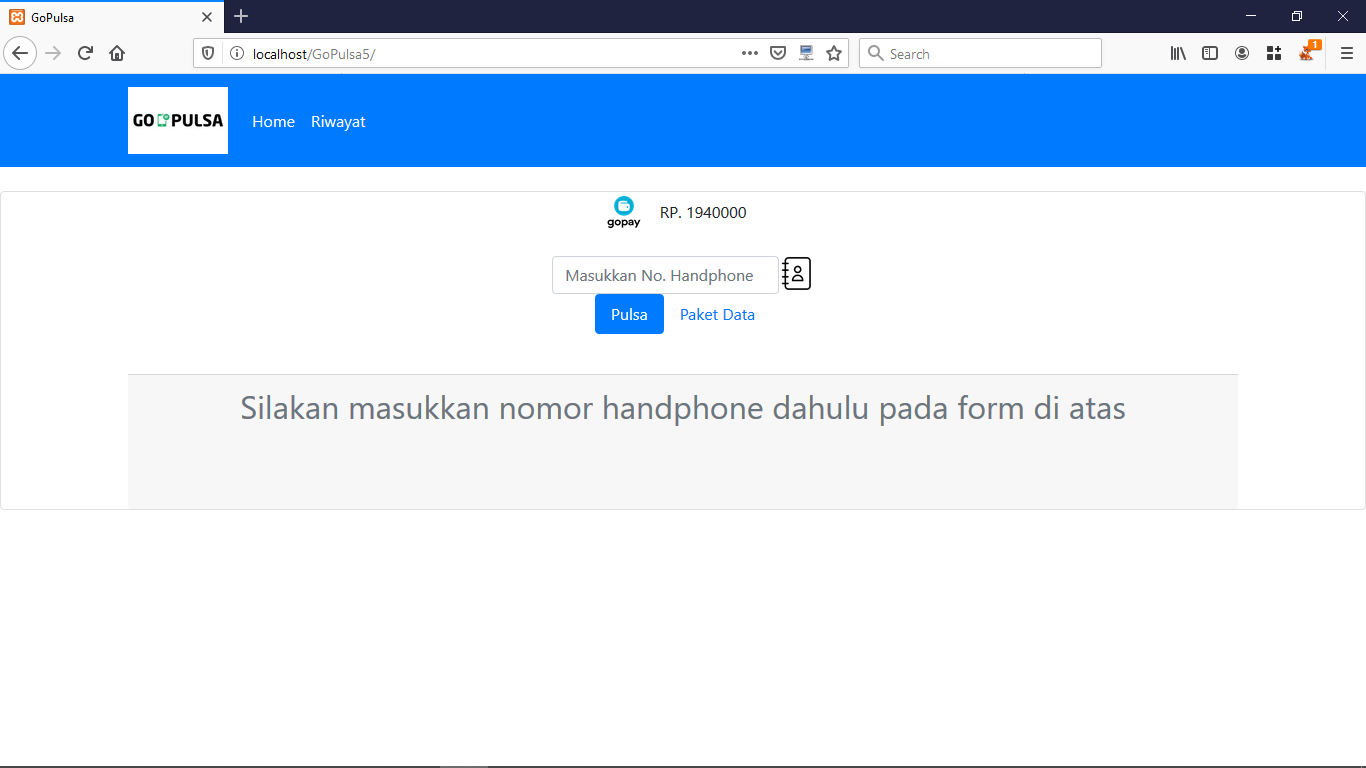 GoPulsa
localhost/GoPulsa5/
Search
1
GO PULSA
Home
Riwayat
gopay
RP. 1940000
Masukkan No. Handphone
Pulsa
Paket Data
Silakan masukkan nomor handphone dahulu pada form di atas